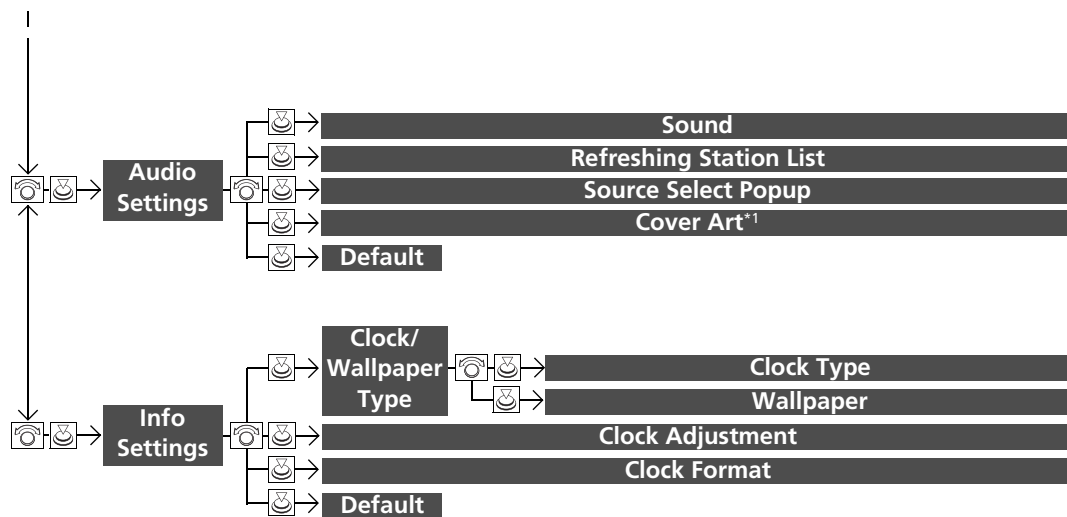 Audio
Settings
Sound
Refreshing Station List
Source Select Popup
Cover Art*1
Default
Info
Settings
Clock/
Wallpaper
Type
Clock Type
Wallpaper
Clock Adjustment
Clock Format
Default